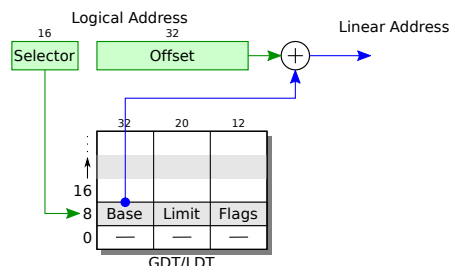 Logical Address
Linear Address
16 32
Selector Offset
32 20 12
16
8 Base Limit Flags
0 — — —
GDT/LDT